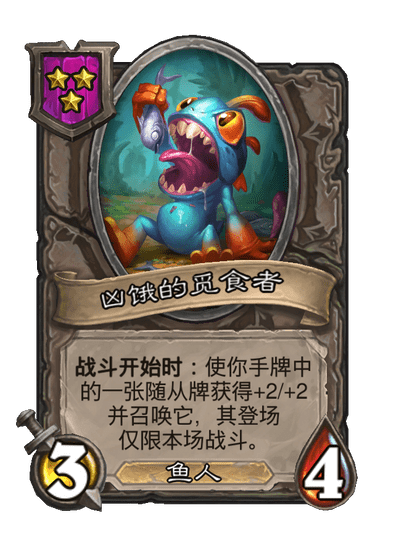 凶饿的觅食者
战斗开始时：使你手牌中
的一张随从牌获得+2/+2
并召唤它，其登场
仅限本场战斗。
鱼人
3
4